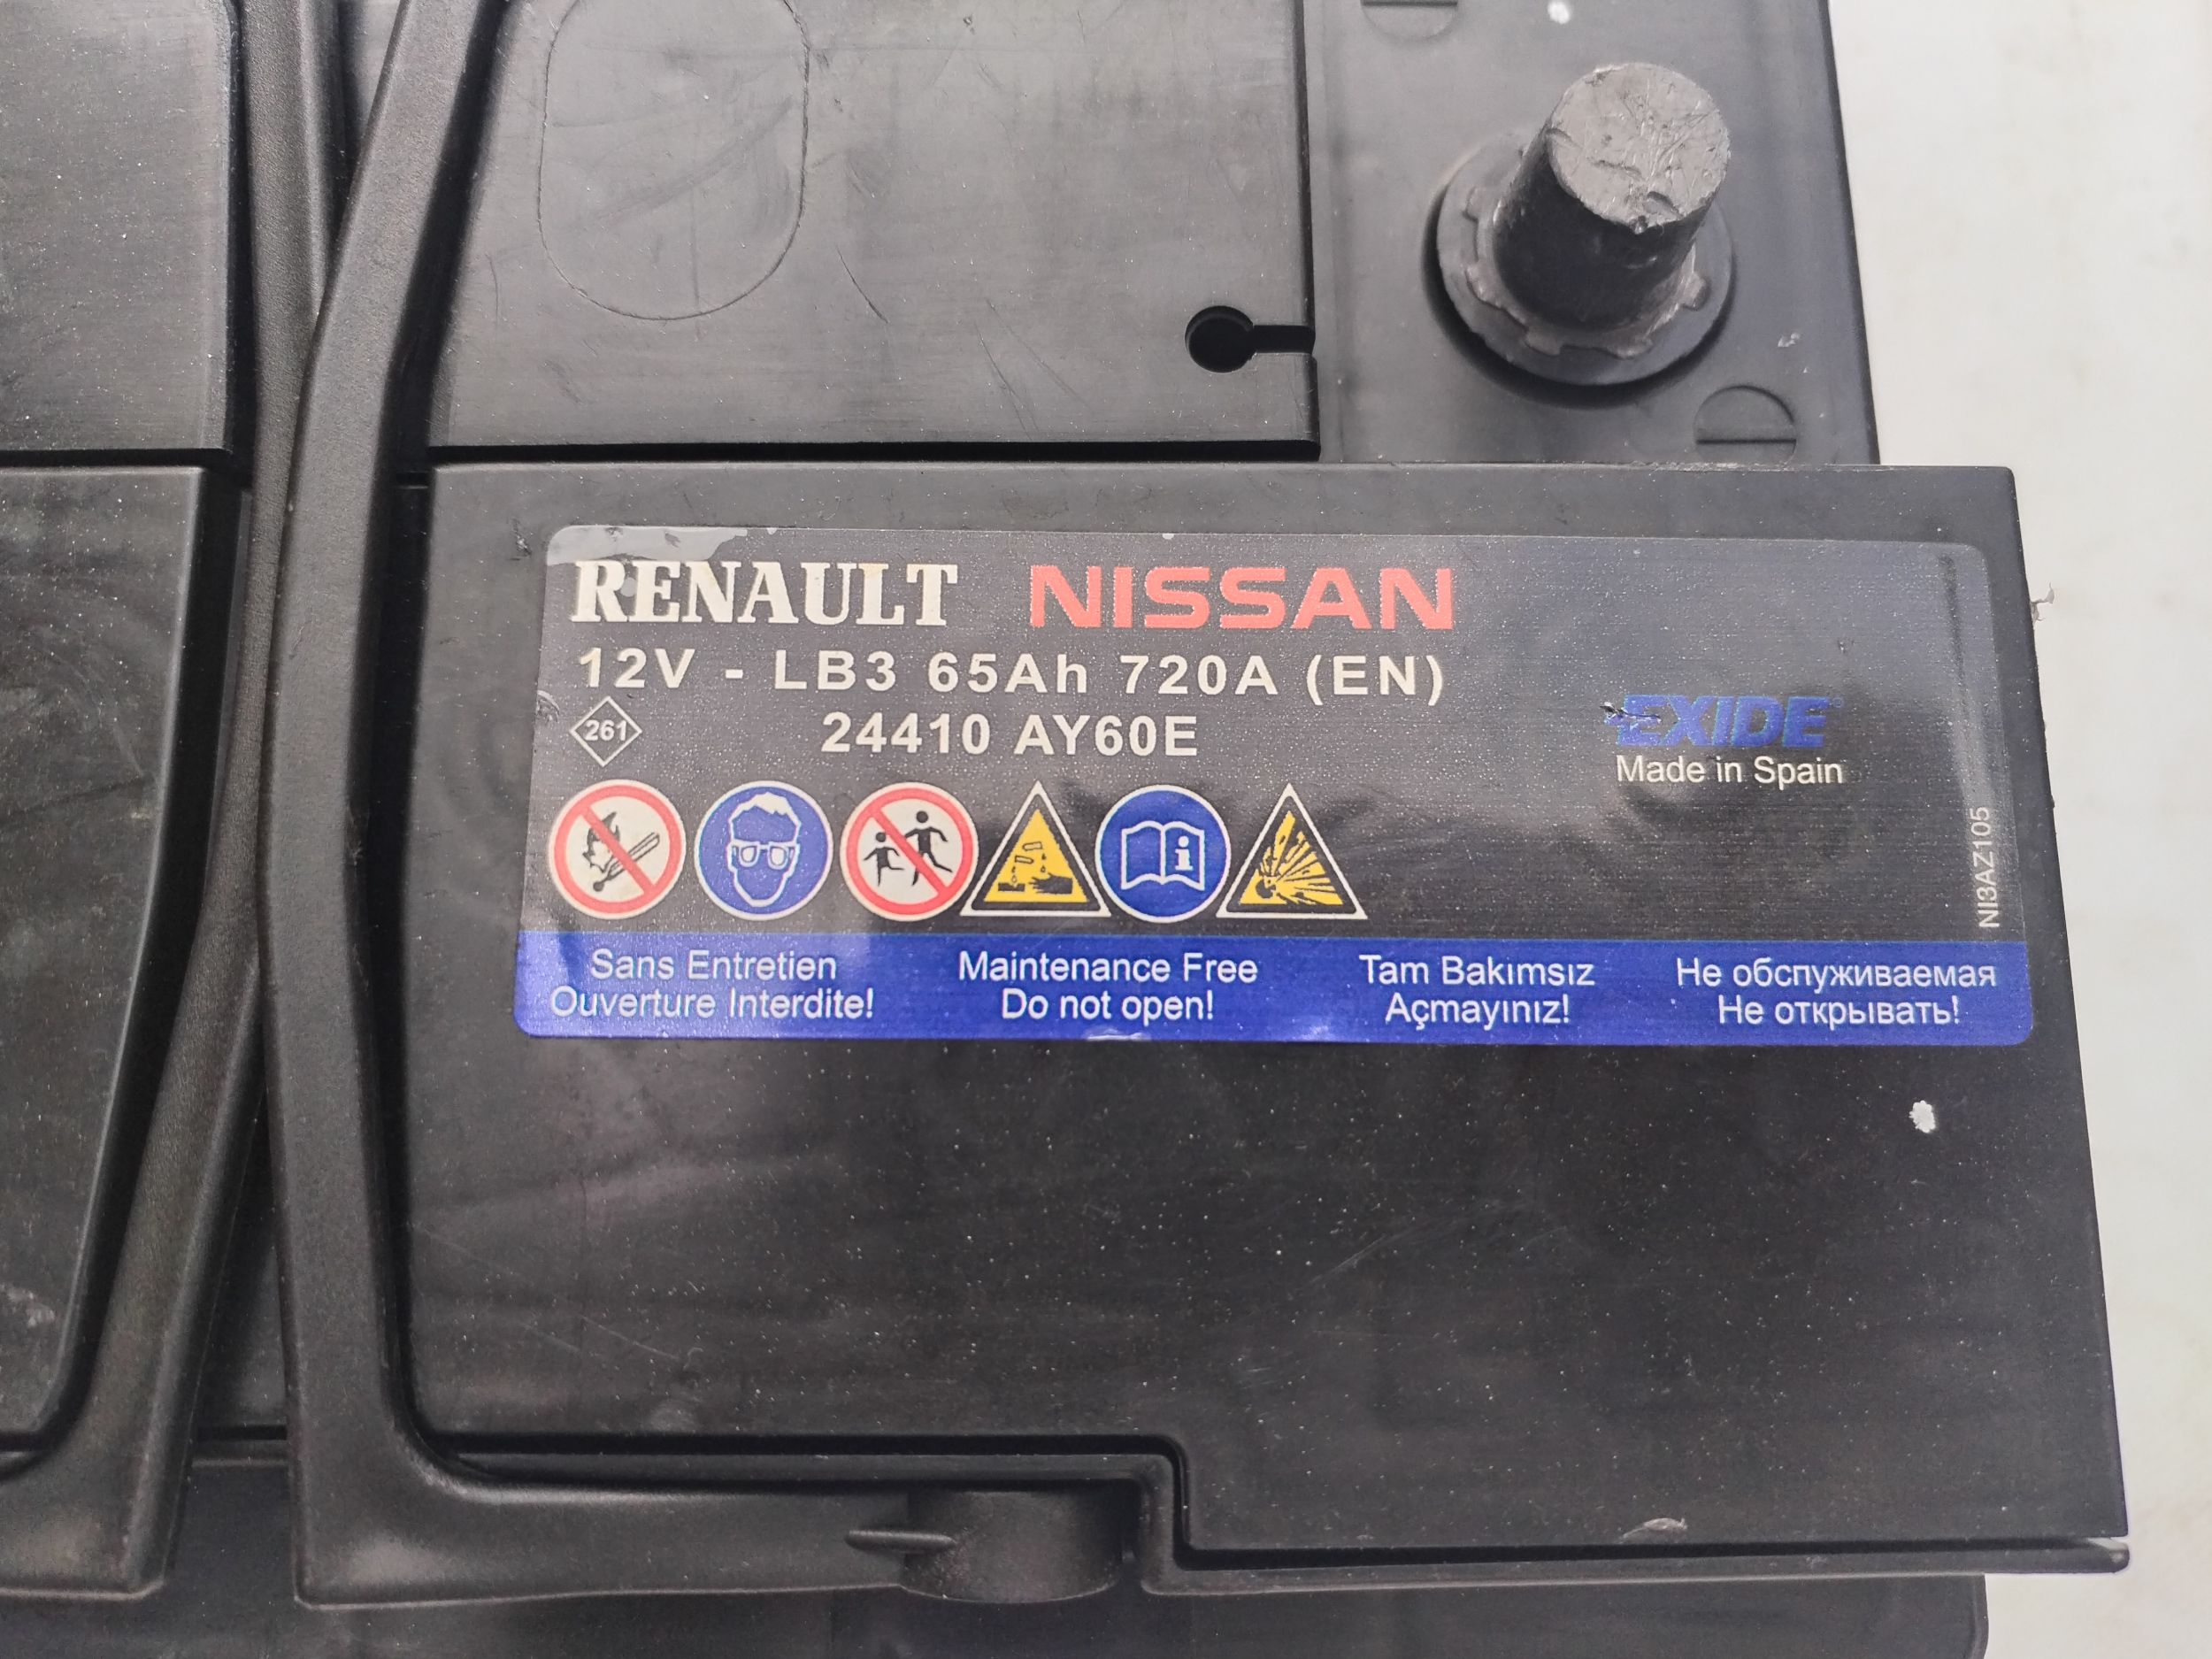 RENAULT NISSAN
12V - LB3 65Ah 720A (EN)
261
24410 AY60E
EXIDE
Made in Spain
NI3AZ105
Sans Entretien
Ouverture Interdite!
Maintenance Free
Do not open!
Tam Bakımsız
Açmayınız!
Не обспуживаемая
Не открывать!